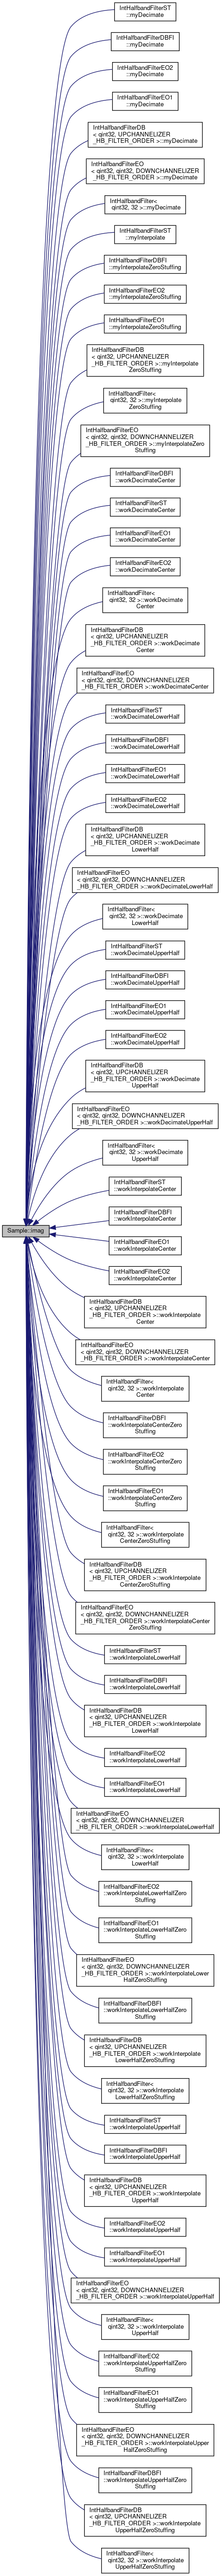 IntHalfbandFilterST
::myDecimate
IntHalfbandFilterDBFI
::myDecimate
IntHalfbandFilterEO2
::myDecimate
IntHalfbandFilterEO1
::myDecimate
IntHalfbandFilterDB
< qint32, UPCHANNELIZER
_HB_FILTER_ORDER >::myDecimate
IntHalfbandFilterEO
< qint32, qint32, DOWNCHANNELIZER
_HB_FILTER_ORDER >::myDecimate
IntHalfbandFilter<
qint32, 32 >::myDecimate
IntHalfbandFilterST
::myInterpolate
IntHalfbandFilterDBFI
::myInterpolateZeroStuffing
IntHalfbandFilterEO2
::myInterpolateZeroStuffing
IntHalfbandFilterEO1
::myInterpolateZeroStuffing
IntHalfbandFilterDB
< qint32, UPCHANNELIZER
_HB_FILTER_ORDER >::myInterpolate
ZeroStuffing
IntHalfbandFilter<
qint32, 32 >::myInterpolate
ZeroStuffing
IntHalfbandFilterEO
< qint32, qint32, DOWNCHANNELIZER
_HB_FILTER_ORDER >::myInterpolateZero
Stuffing
IntHalfbandFilterDBFI
::workDecimateCenter
IntHalfbandFilterST
::workDecimateCenter
IntHalfbandFilterEO1
::workDecimateCenter
IntHalfbandFilterEO2
::workDecimateCenter
IntHalfbandFilter<
qint32, 32 >::workDecimate
Center
IntHalfbandFilterDB
< qint32, UPCHANNELIZER
_HB_FILTER_ORDER >::workDecimate
Center
IntHalfbandFilterEO
< qint32, qint32, DOWNCHANNELIZER
_HB_FILTER_ORDER >::workDecimateCenter
IntHalfbandFilterST
::workDecimateLowerHalf
IntHalfbandFilterDBFI
::workDecimateLowerHalf
IntHalfbandFilterEO1
::workDecimateLowerHalf
IntHalfbandFilterEO2
::workDecimateLowerHalf
IntHalfbandFilterDB
< qint32, UPCHANNELIZER
_HB_FILTER_ORDER >::workDecimate
LowerHalf
IntHalfbandFilterEO
< qint32, qint32, DOWNCHANNELIZER
_HB_FILTER_ORDER >::workDecimateLowerHalf
IntHalfbandFilter<
qint32, 32 >::workDecimate
LowerHalf
IntHalfbandFilterST
::workDecimateUpperHalf
IntHalfbandFilterDBFI
::workDecimateUpperHalf
IntHalfbandFilterEO1
::workDecimateUpperHalf
IntHalfbandFilterEO2
::workDecimateUpperHalf
IntHalfbandFilterDB
< qint32, UPCHANNELIZER
_HB_FILTER_ORDER >::workDecimate
UpperHalf
IntHalfbandFilterEO
< qint32, qint32, DOWNCHANNELIZER
_HB_FILTER_ORDER >::workDecimateUpperHalf
IntHalfbandFilter<
qint32, 32 >::workDecimate
UpperHalf
IntHalfbandFilterST
::workInterpolateCenter
IntHalfbandFilterDBFI
::workInterpolateCenter
Sample::imag
IntHalfbandFilterEO1
::workInterpolateCenter
IntHalfbandFilterEO2
::workInterpolateCenter
IntHalfbandFilterDB
< qint32, UPCHANNELIZER
_HB_FILTER_ORDER >::workInterpolate
Center
IntHalfbandFilterEO
< qint32, qint32, DOWNCHANNELIZER
_HB_FILTER_ORDER >::workInterpolateCenter
IntHalfbandFilter<
qint32, 32 >::workInterpolate
Center
IntHalfbandFilterDBFI
::workInterpolateCenterZero
Stuffing
IntHalfbandFilterEO2
::workInterpolateCenterZero
Stuffing
IntHalfbandFilterEO1
::workInterpolateCenterZero
Stuffing
IntHalfbandFilter<
qint32, 32 >::workInterpolate
CenterZeroStuffing
IntHalfbandFilterDB
< qint32, UPCHANNELIZER
_HB_FILTER_ORDER >::workInterpolate
CenterZeroStuffing
IntHalfbandFilterEO
< qint32, qint32, DOWNCHANNELIZER
_HB_FILTER_ORDER >::workInterpolateCenter
ZeroStuffing
IntHalfbandFilterST
::workInterpolateLowerHalf
IntHalfbandFilterDBFI
::workInterpolateLowerHalf
IntHalfbandFilterDB
< qint32, UPCHANNELIZER
_HB_FILTER_ORDER >::workInterpolate
LowerHalf
IntHalfbandFilterEO2
::workInterpolateLowerHalf
IntHalfbandFilterEO1
::workInterpolateLowerHalf
IntHalfbandFilterEO
< qint32, qint32, DOWNCHANNELIZER
_HB_FILTER_ORDER >::workInterpolateLowerHalf
IntHalfbandFilter<
qint32, 32 >::workInterpolate
LowerHalf
IntHalfbandFilterEO2
::workInterpolateLowerHalfZero
Stuffing
IntHalfbandFilterEO1
::workInterpolateLowerHalfZero
Stuffing
IntHalfbandFilterEO
< qint32, qint32, DOWNCHANNELIZER
_HB_FILTER_ORDER >::workInterpolateLower
HalfZeroStuffing
IntHalfbandFilterDBFI
::workInterpolateLowerHalfZero
Stuffing
IntHalfbandFilterDB
< qint32, UPCHANNELIZER
_HB_FILTER_ORDER >::workInterpolate
LowerHalfZeroStuffing
IntHalfbandFilter<
qint32, 32 >::workInterpolate
LowerHalfZeroStuffing
IntHalfbandFilterST
::workInterpolateUpperHalf
IntHalfbandFilterDBFI
::workInterpolateUpperHalf
IntHalfbandFilterDB
< qint32, UPCHANNELIZER
_HB_FILTER_ORDER >::workInterpolate
UpperHalf
IntHalfbandFilterEO2
::workInterpolateUpperHalf
IntHalfbandFilterEO1
::workInterpolateUpperHalf
IntHalfbandFilterEO
< qint32, qint32, DOWNCHANNELIZER
_HB_FILTER_ORDER >::workInterpolateUpperHalf
IntHalfbandFilter<
qint32, 32 >::workInterpolate
UpperHalf
IntHalfbandFilterEO2
::workInterpolateUpperHalfZero
Stuffing
IntHalfbandFilterEO1
::workInterpolateUpperHalfZero
Stuffing
IntHalfbandFilterEO
< qint32, qint32, DOWNCHANNELIZER
_HB_FILTER_ORDER >::workInterpolateUpper
HalfZeroStuffing
IntHalfbandFilterDBFI
::workInterpolateUpperHalfZero
Stuffing
IntHalfbandFilterDB
< qint32, UPCHANNELIZER
_HB_FILTER_ORDER >::workInterpolate
UpperHalfZeroStuffing
IntHalfbandFilter<
qint32, 32 >::workInterpolate
UpperHalfZeroStuffing